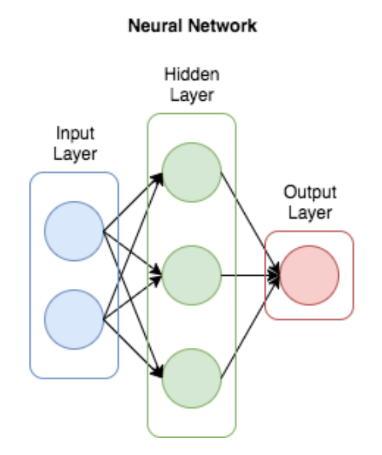 Neural Network
Hidden
Layer
Input
Layer
Output
Layer